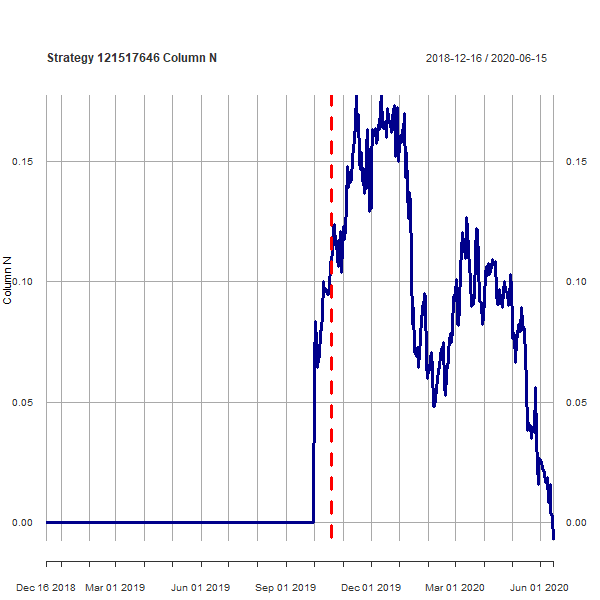 Strategy 121517646 Column N
2018-12-16 / 2020-06-15
0.15
0.15
0.10
0.10
Column N
0.05
0.05
0.00
0.00
Dec 16 2018
Mar 01 2019
Jun 01 2019
Sep 01 2019
Dec 01 2019
Mar 01 2020
Jun 01 2020